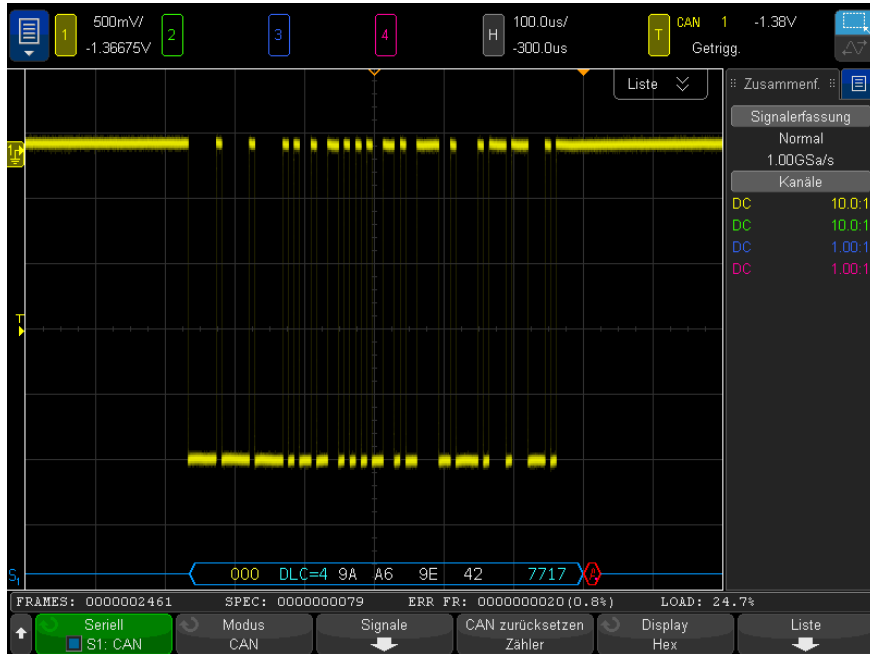 1 500mV/ -1.36675V 2 3 4 H 100.0us/ -300.0us T CAN 1 -1.38V Getrigg.
Liste
Zusammenf.
Signalerfassung
Normal
1.00GSa/s
Kanäle
DC 10.0:1
DC 10.0:1
DC 1.00:1
DC 1.00:1
1
T
S1 000 DLC=4 9A A6 9E 42 7717 A
FRAMES: 0000002461 SPEC: 0000000079 ERR FR: 0000000020(0.8%) LOAD: 24.7%
Seriell Modus Signale CAN zurücksetzen Display Liste
S1: CAN CAN Zähler Hex